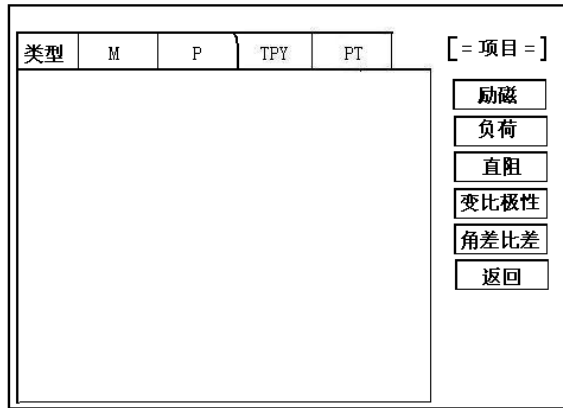 类型 M P TPY PT
[ = 项目 = ]
励磁
负荷
直阻
变比极性
角差比差
返回